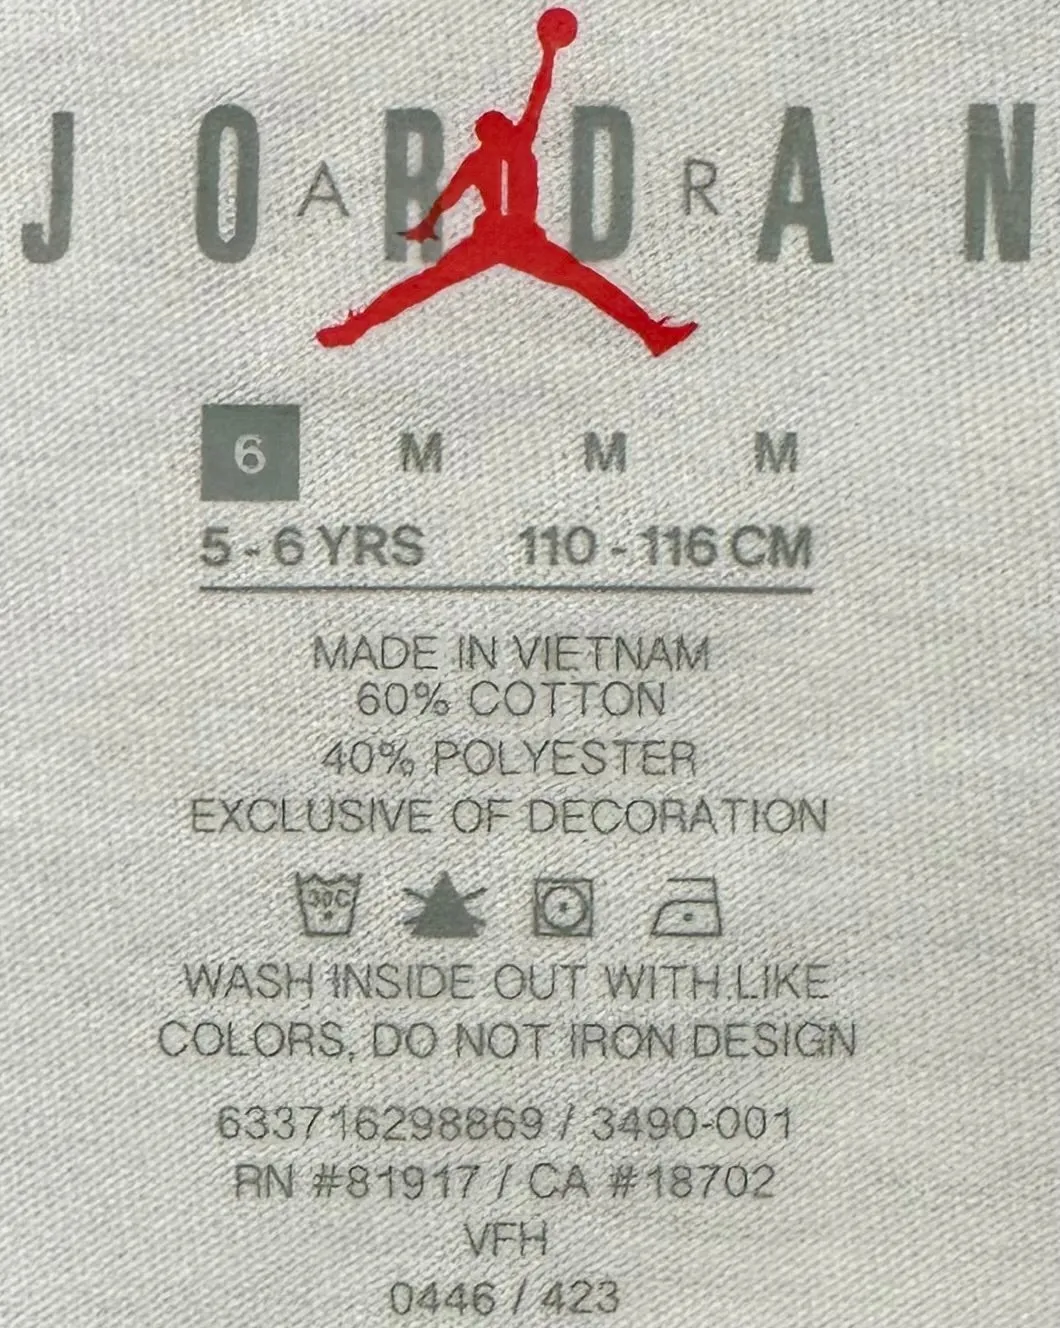 JORDAN
AIR
6 M M M
5-6 YRS 110-116 CM
MADE IN VIETNAM
60% COTTON
40% POLYESTER
EXCLUSIVE OF DECORATION
30C
WASH INSIDE OUT WITH LIKE
COLORS, DO NOT IRON DESIGN
633716298869 / 3490-001
RN #81917 / CA #18702
VFH
0446 / 423